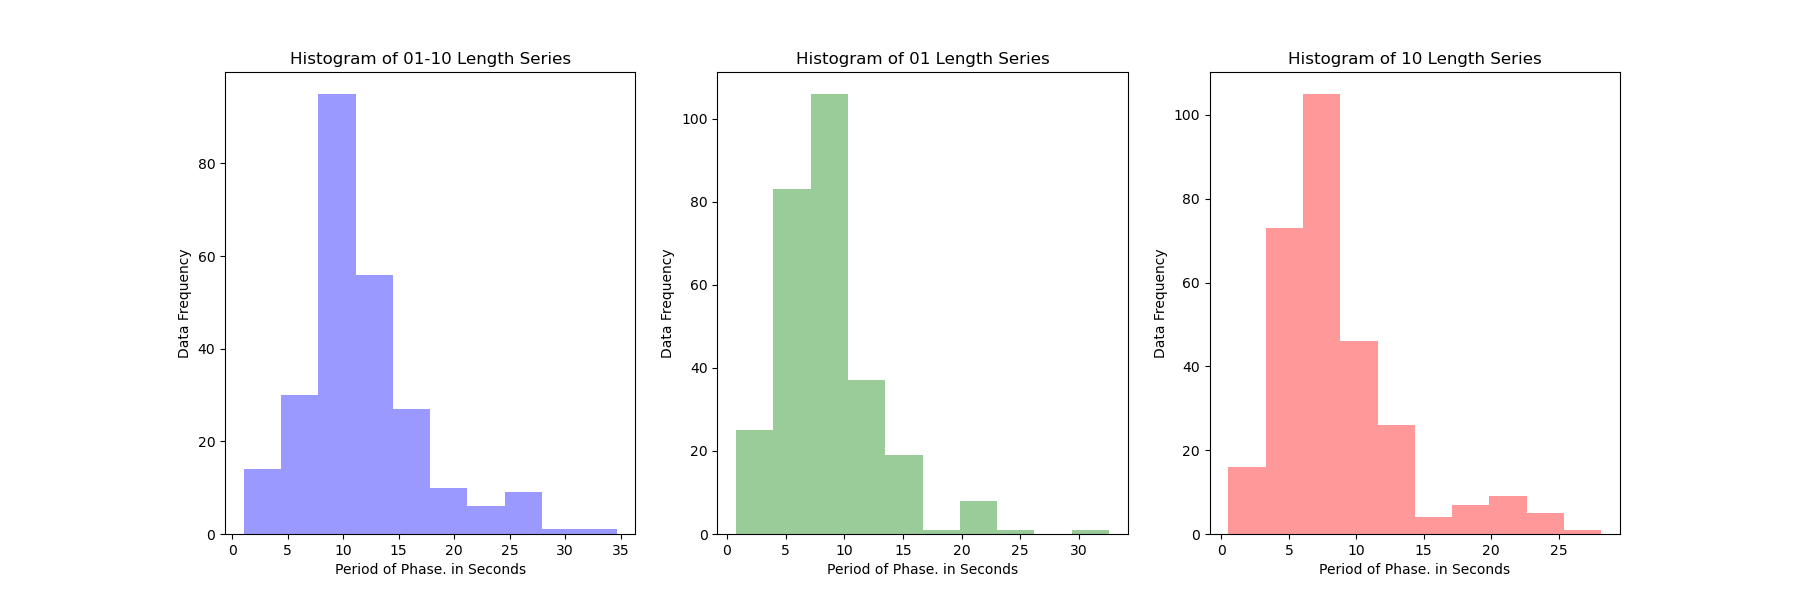 Histogram of 01-10 Length Series
80
60
40
20
0
Data Frequency
0 5 10 15 20 25 30 35
Period of Phase. in Seconds
Histogram of 01 Length Series
100
80
60
40
20
0
Data Frequency
0 5 10 15 20 25 30
Period of Phase. in Seconds
Histogram of 10 Length Series
100
80
60
40
20
0
Data Frequency
0 5 10 15 20 25
Period of Phase. in Seconds